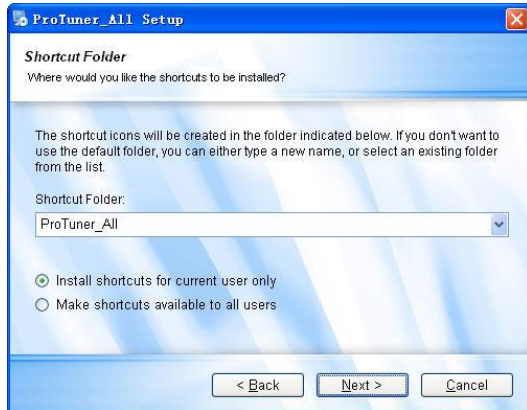 ProTuner_All Setup
Shortcut Folder
Where would you like the shortcuts to be installed?
The shortcut icons will be created in the folder indicated below. If you don't want to
use the default folder, you can either type a new name, or select an existing folder
from the list.
Shortcut Folder:
ProTuner_All
Install shortcuts for current user only
Make shortcuts available to all users
< Back
Next >
Cancel